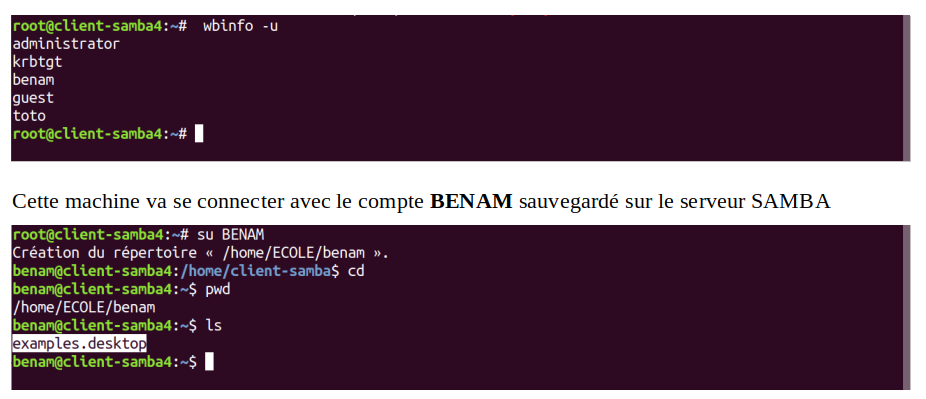 root@client-samba4:~#  wbinfo -u
administrator
krbtgt
benam
guest
toto
root@client-samba4:~#
Cette machine va se connecter avec le compte BENAM sauvegardé sur le serveur SAMBA
root@client-samba4:~# su BENAM
Création du répertoire « /home/ECOLE/benam ».
benam@client-samba4:/home/client-samba$ cd
benam@client-samba4:~$ pwd
/home/ECOLE/benam
benam@client-samba4:~$ ls
examples.desktop
benam@client-samba4:~$